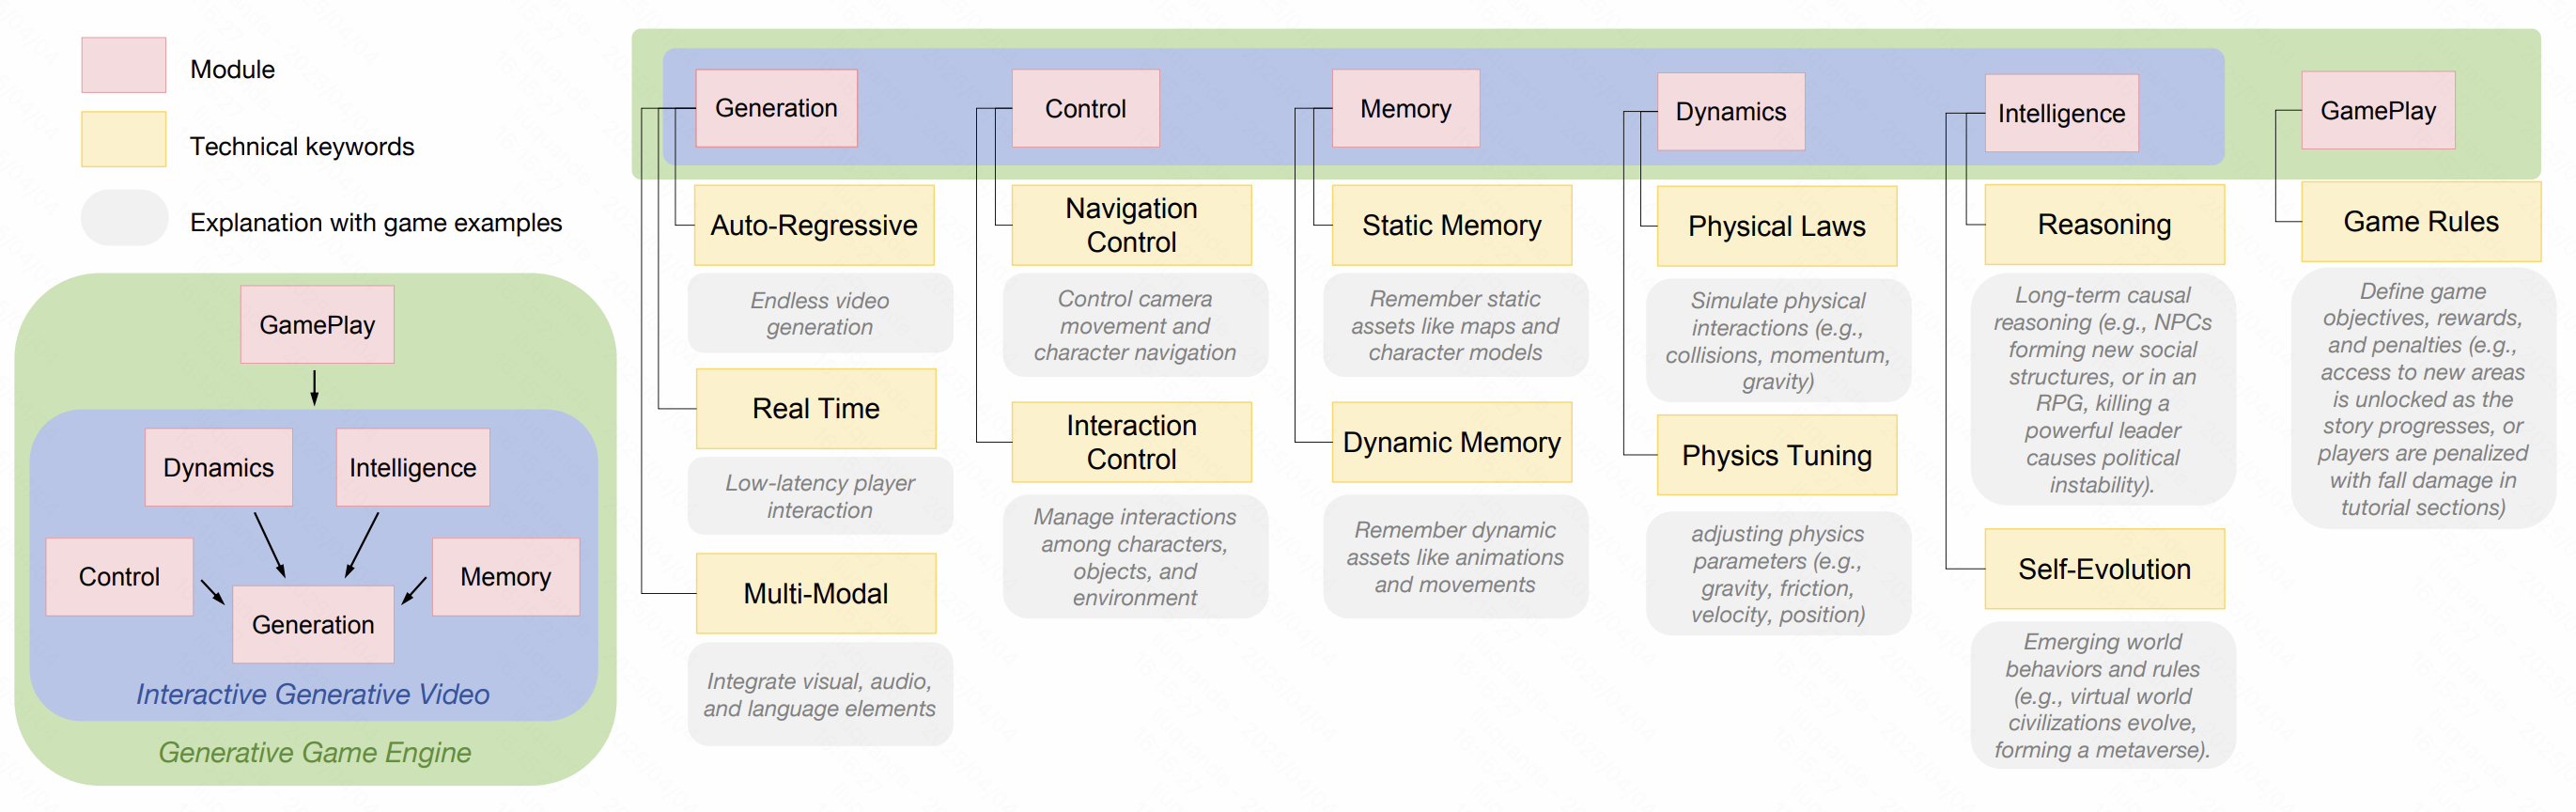 Module
Technical keywords
Explanation with game examples
GamePlay
Dynamics
Intelligence
Control
Memory
Generation
Interactive Generative Video
Generative Game Engine
Generation
Auto-Regressive
Endless video
generation
Real Time
Low-latency player
interaction
Multi-Modal
Integrate visual, audio,
and language elements
Control
Navigation
Control
Control camera
movement and
character navigation
Interaction
Control
Manage interactions
among characters,
objects, and
environment
Memory
Static Memory
Remember static
assets like maps and
character models
Dynamic Memory
Remember dynamic
assets like animations
and movements
Dynamics
Physical Laws
Simulate physical
interactions (e.g.,
collisions, momentum,
gravity)
Physics Tuning
adjusting physics
parameters (e.g.,
gravity, friction,
velocity, position)
Intelligence
Reasoning
Long-term causal
reasoning (e.g., NPCs
forming new social
structures, or in an
RPG, killing a
powerful leader
causes political
instability).
Self-Evolution
Emerging world
behaviors and rules
(e.g., virtual world
civilizations evolve,
forming a metaverse).
GamePlay
Game Rules
Define game
objectives, rewards,
and penalties (e.g.,
access to new areas
is unlocked as the
story progresses, or
players are penalized
with fall damage in
tutorial sections)